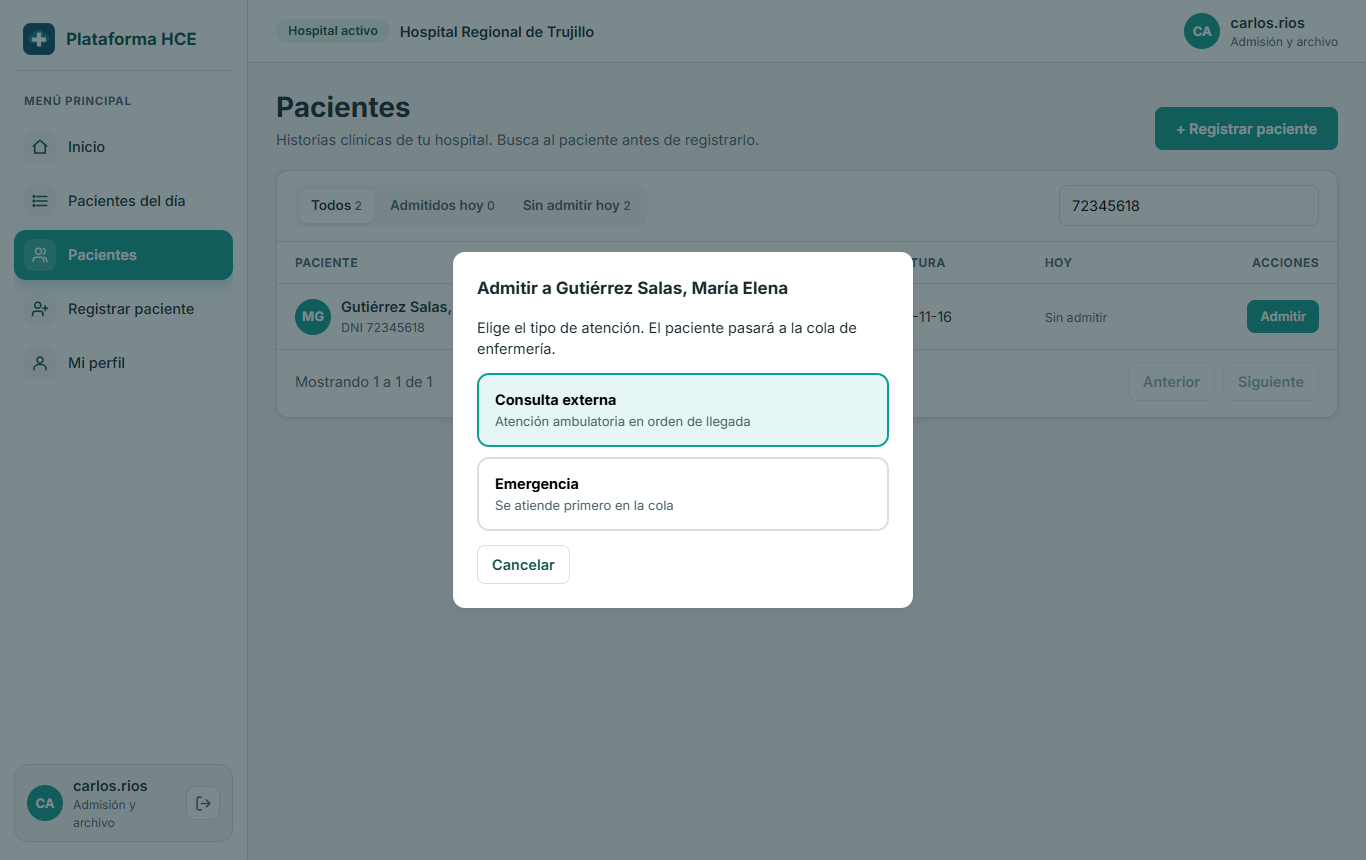 Plataforma HCE
MENÚ PRINCIPAL
Inicio
Pacientes del día
Pacientes
Registrar paciente
Mi perfil
CA
carlos.rios
Admisión y
archivo
Hospital activo
Hospital Regional de Trujillo
CA
carlos.rios
Admisión y archivo
Pacientes
Historias clínicas de tu hospital. Busca al paciente antes de registrarlo.
+ Registrar paciente
Todos 2
Admitidos hoy 0
Sin admitir hoy 2
72345618
PACIENTE
HOY
ACCIONES
MG
Gutiérrez Salas,
DNI 72345618
-11-16
Sin admitir
Admitir
Mostrando 1 a 1 de 1
Anterior
Siguiente
Admitir a Gutiérrez Salas, María Elena
Elige el tipo de atención. El paciente pasará a la cola de
enfermería.
Consulta externa
Atención ambulatoria en orden de llegada
Emergencia
Se atiende primero en la cola
Cancelar